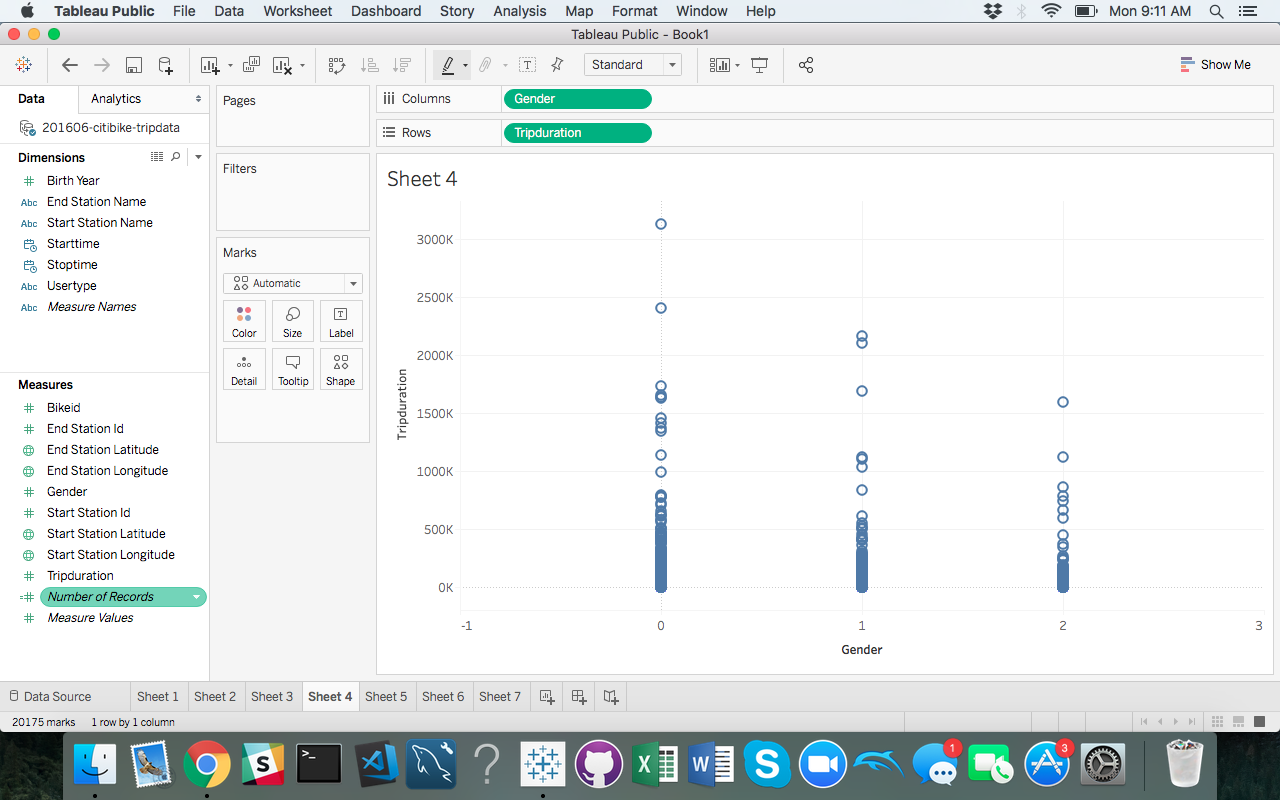 Tableau Public File Data Worksheet Dashboard Story Analysis Map Format Window Help Mon 9:11 AM
Tableau Public - Book1
Standard Show Me
Data Analytics
201606-citibike-tripdata
Dimensions
Birth Year
Abc End Station Name
Abc Start Station Name
Starttime
Stoptime
Abc Usertype
Abc Measure Names
Measures
Bikeid
End Station Id
End Station Latitude
End Station Longitude
Gender
Start Station Id
Start Station Latitude
Start Station Longitude
Tripduration
Number of Records
Measure Values
Pages
Filters
Marks
Automatic
Color Size Label
Detail Tooltip Shape
Columns Gender
Rows Tripduration
Sheet 4
3000K
2500K
2000K
1500K
1000K
500K
0K
Tripduration
-1 0 1 2 3
Gender
Data Source Sheet 1 Sheet 2 Sheet 3 Sheet 4 Sheet 5 Sheet 6 Sheet 7
20175 marks 1 row by 1 column
1 3